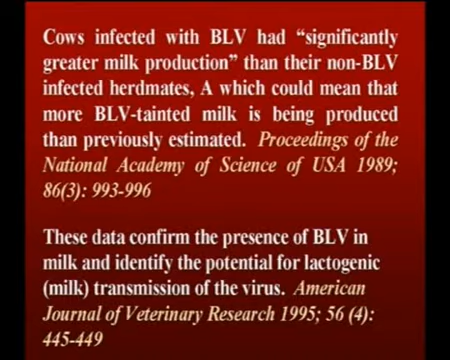 Cows infected with BLV had “significantly
greater milk production” than their non-BLV
infected herdmates, A which could mean that
more BLV-tainted milk is being produced
than previously estimated. Proceedings of the
National Academy of Science of USA 1989;
86(3): 993-996
These data confirm the presence of BLV in
milk and identify the potential for lactogenic
(milk) transmission of the virus. American
Journal of Veterinary Research 1995; 56 (4):
445-449